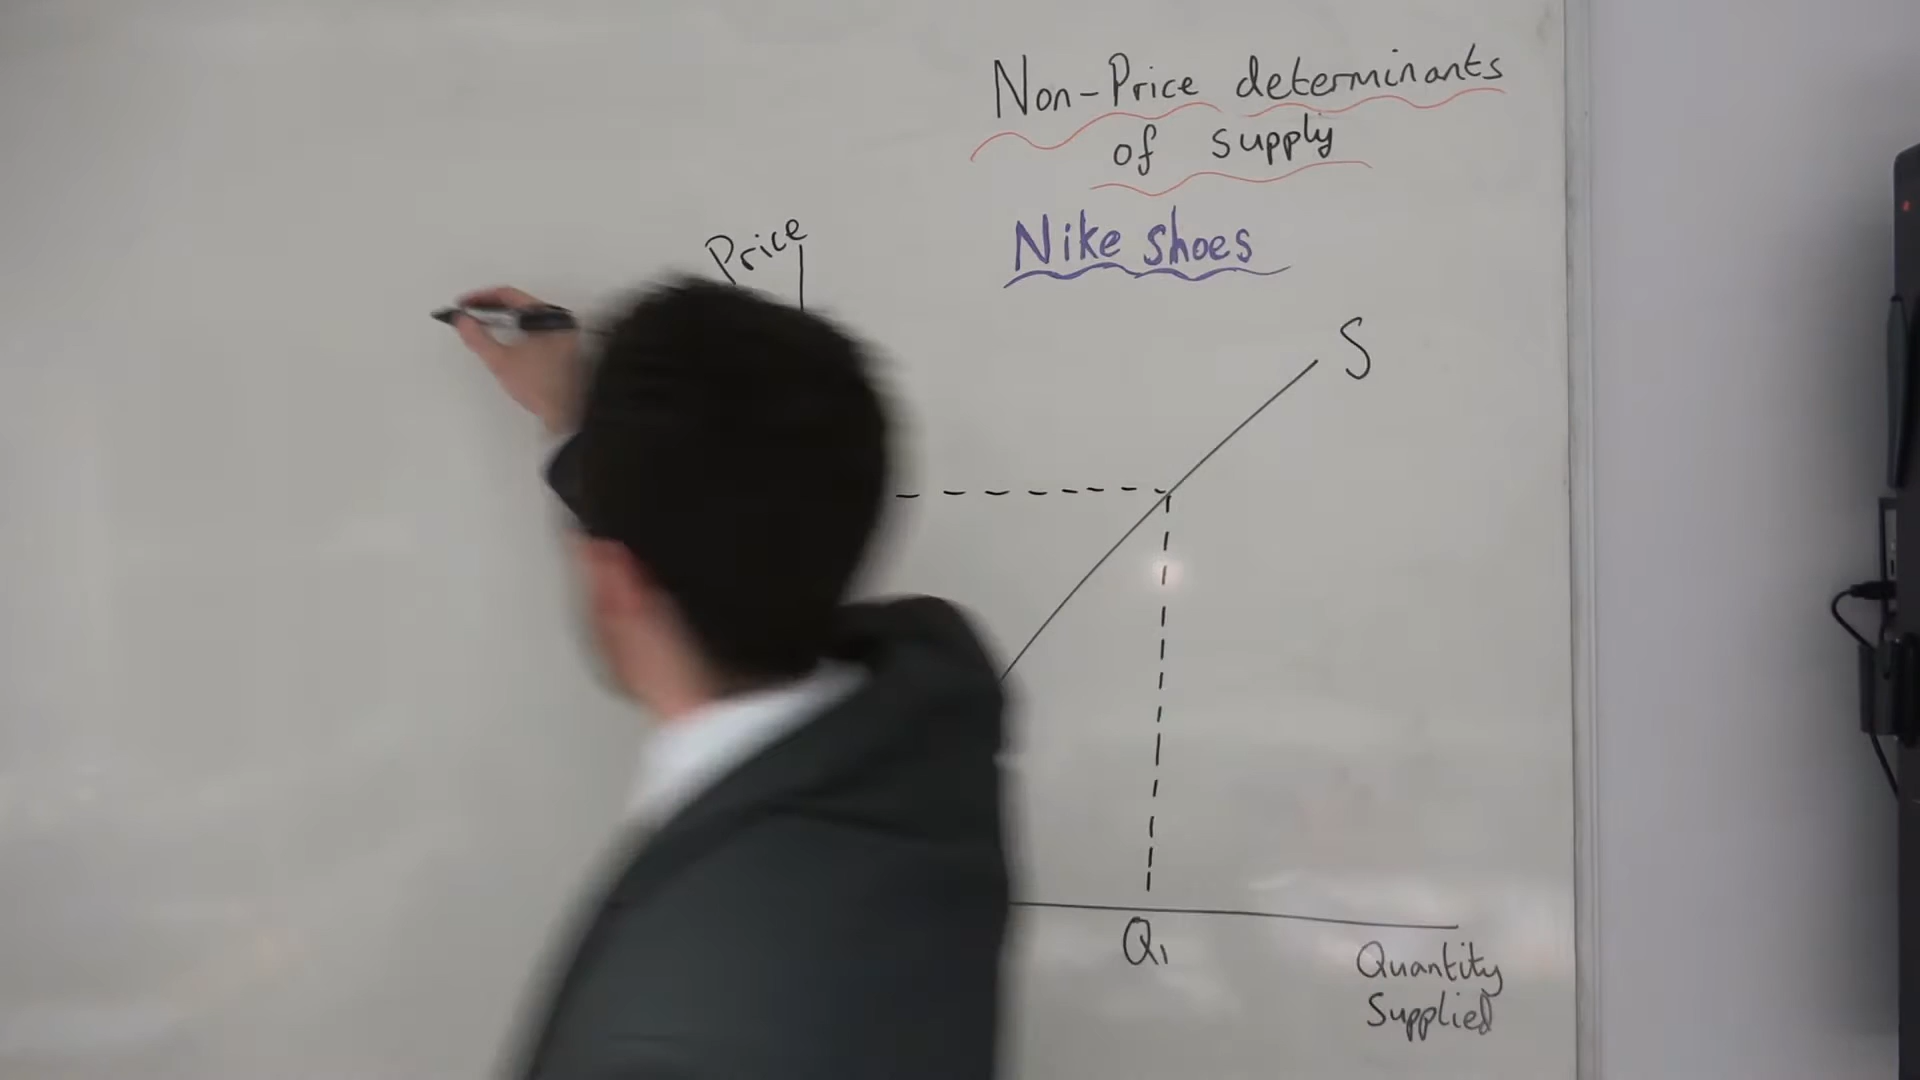 Non-Price determinants
of supply
Nike shoes
Price
S
Q1
Quantity
Supplied